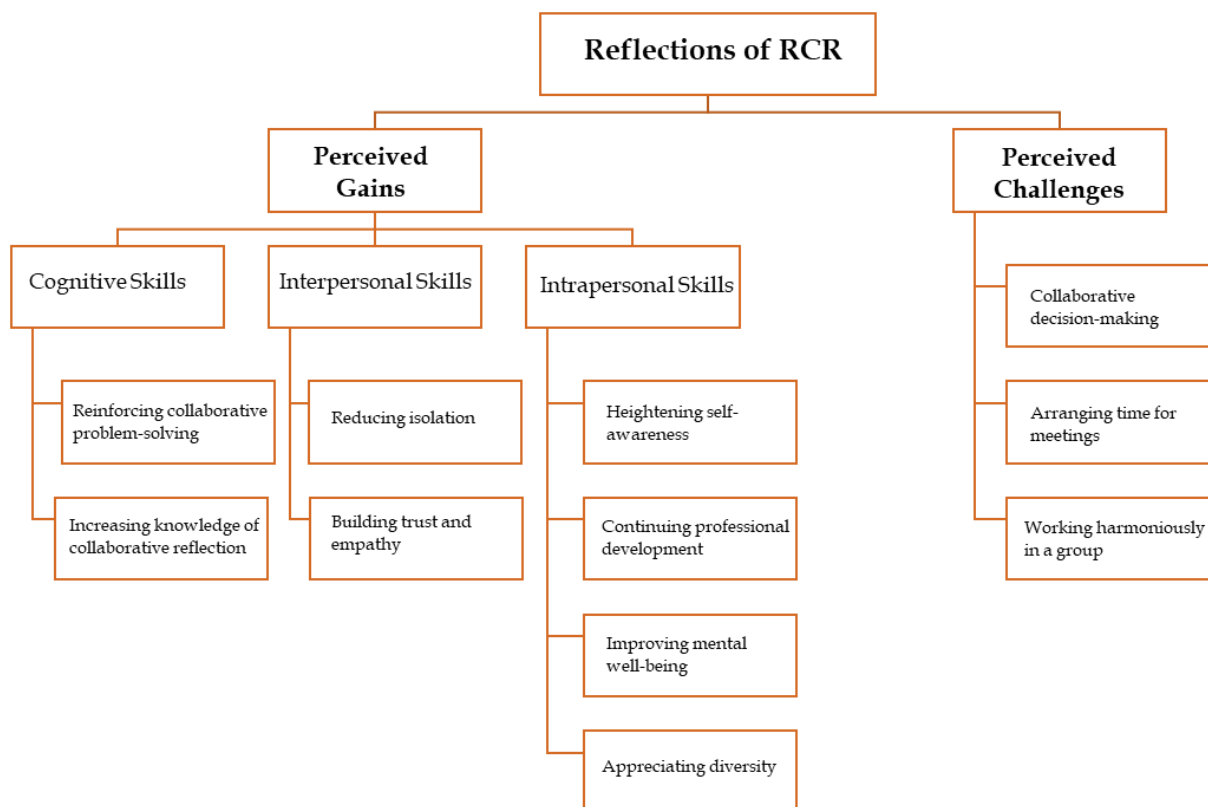 Reflections of RCR
Perceived
Gains
Perceived
Challenges
Cognitive Skills
Interpersonal Skills
Intrapersonal Skills
Reinforcing collaborative
problem-solving
Increasing knowledge of
collaborative reflection
Reducing isolation
Building trust and
empathy
Heightening self-
awareness
Continuing professional
development
Improving mental
well-being
Appreciating diversity
Collaborative
decision-making
Arranging time for
meetings
Working harmoniously
in a group